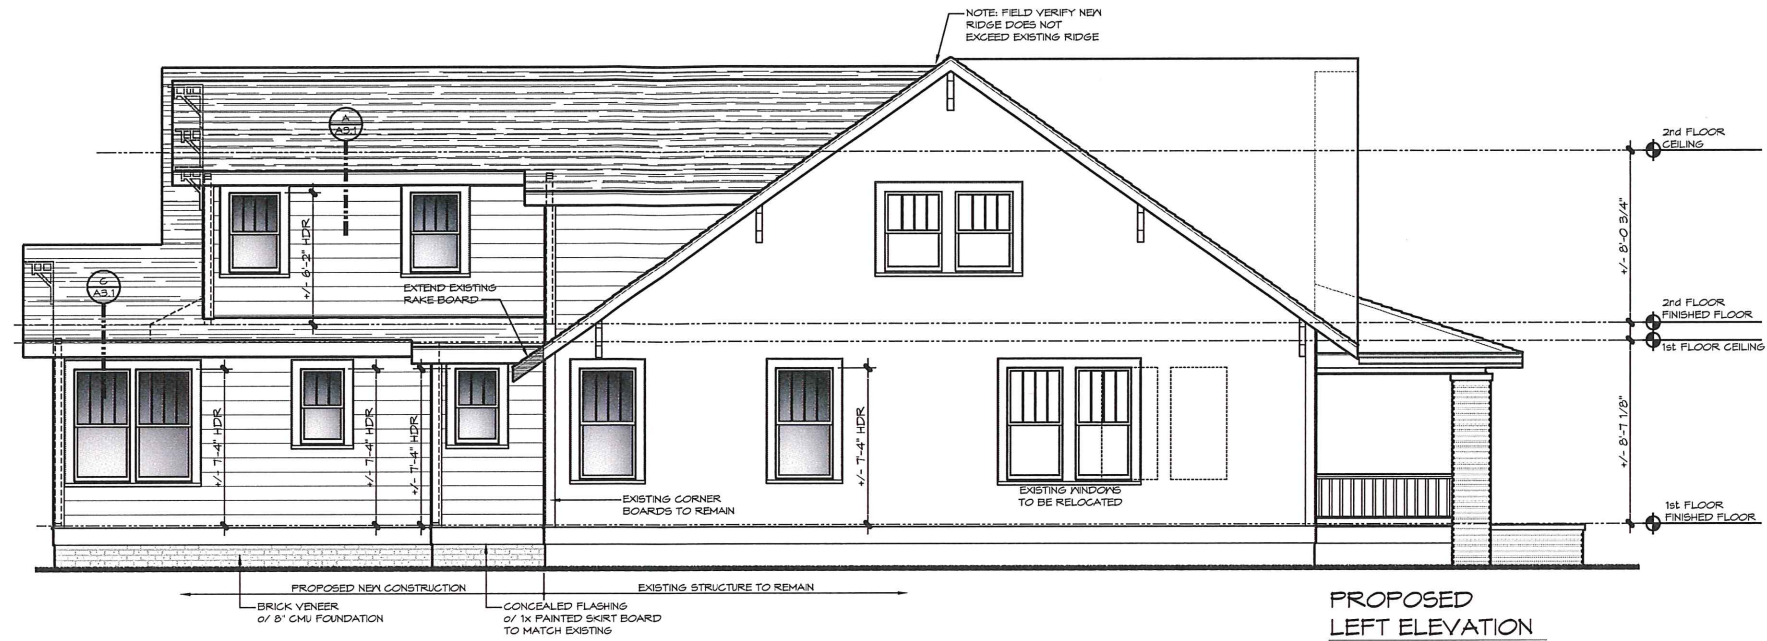 NOTE: FIELD VERIFY NEW
RIDGE DOES NOT
EXCEED EXISTING RIDGE
A
A3.1
2nd FLOOR
CEILING
+/- 6'-2" HDR
+/- 8'-0 3/4"
C
A3.1
EXTEND EXISTING
RAKE BOARD
2nd FLOOR
FINISHED FLOOR
1st FLOOR CEILING
+/- 7'-4" HDR
+/- 7'-4" HDR
+/- 7'-4" HDR
+/- 7'-4" HDR
+/- 8'-7 1/8"
EXISTING CORNER
BOARDS TO REMAIN
EXISTING WINDOWS
TO BE RELOCATED
1st FLOOR
FINISHED FLOOR
PROPOSED NEW CONSTRUCTION
EXISTING STRUCTURE TO REMAIN
BRICK VENEER
o/ 8" CMU FOUNDATION
CONCEALED FLASHING
o/ 1x PAINTED SKIRT BOARD
TO MATCH EXISTING
PROPOSED
LEFT ELEVATION